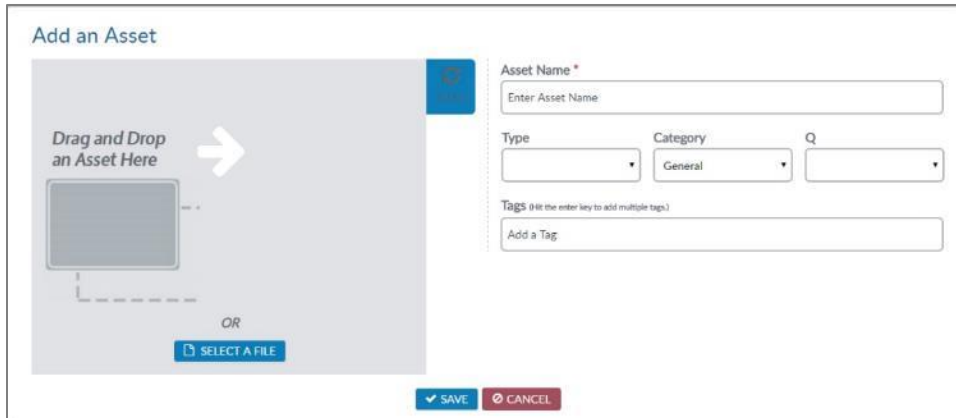 Add an Asset
Drag and Drop
an Asset Here
OR
SELECT A FILE
Asset Name *
Enter Asset Name
Type Category Q
General
Tags (Hit the enter key to add multiple tags.)
Add a Tag
SAVE CANCEL